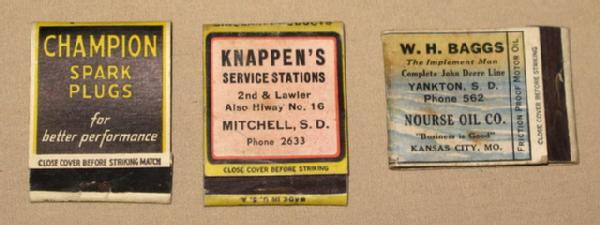 CHAMPION
SPARK
PLUGS
for
better performance
CLOSE COVER BEFORE STRIKING MATCH
KNAPPEN'S
SERVICE STATIONS
2nd & Lawler
Also Hiway No. 16
MITCHELL, S.D.
Phone 2633
CLOSE COVER BEFORE STRIKING
MADE IN U. S. A.
W. H. BAGGS
The Implement Man
Complete John Deere Line
YANKTON, S. D.
Phone 562
NOURSE OIL CO.
"Business is Good"
KANSAS CITY, MO.
FRICTION PROOF MOTOR OIL
CLOSE COVER BEFORE STRIKING